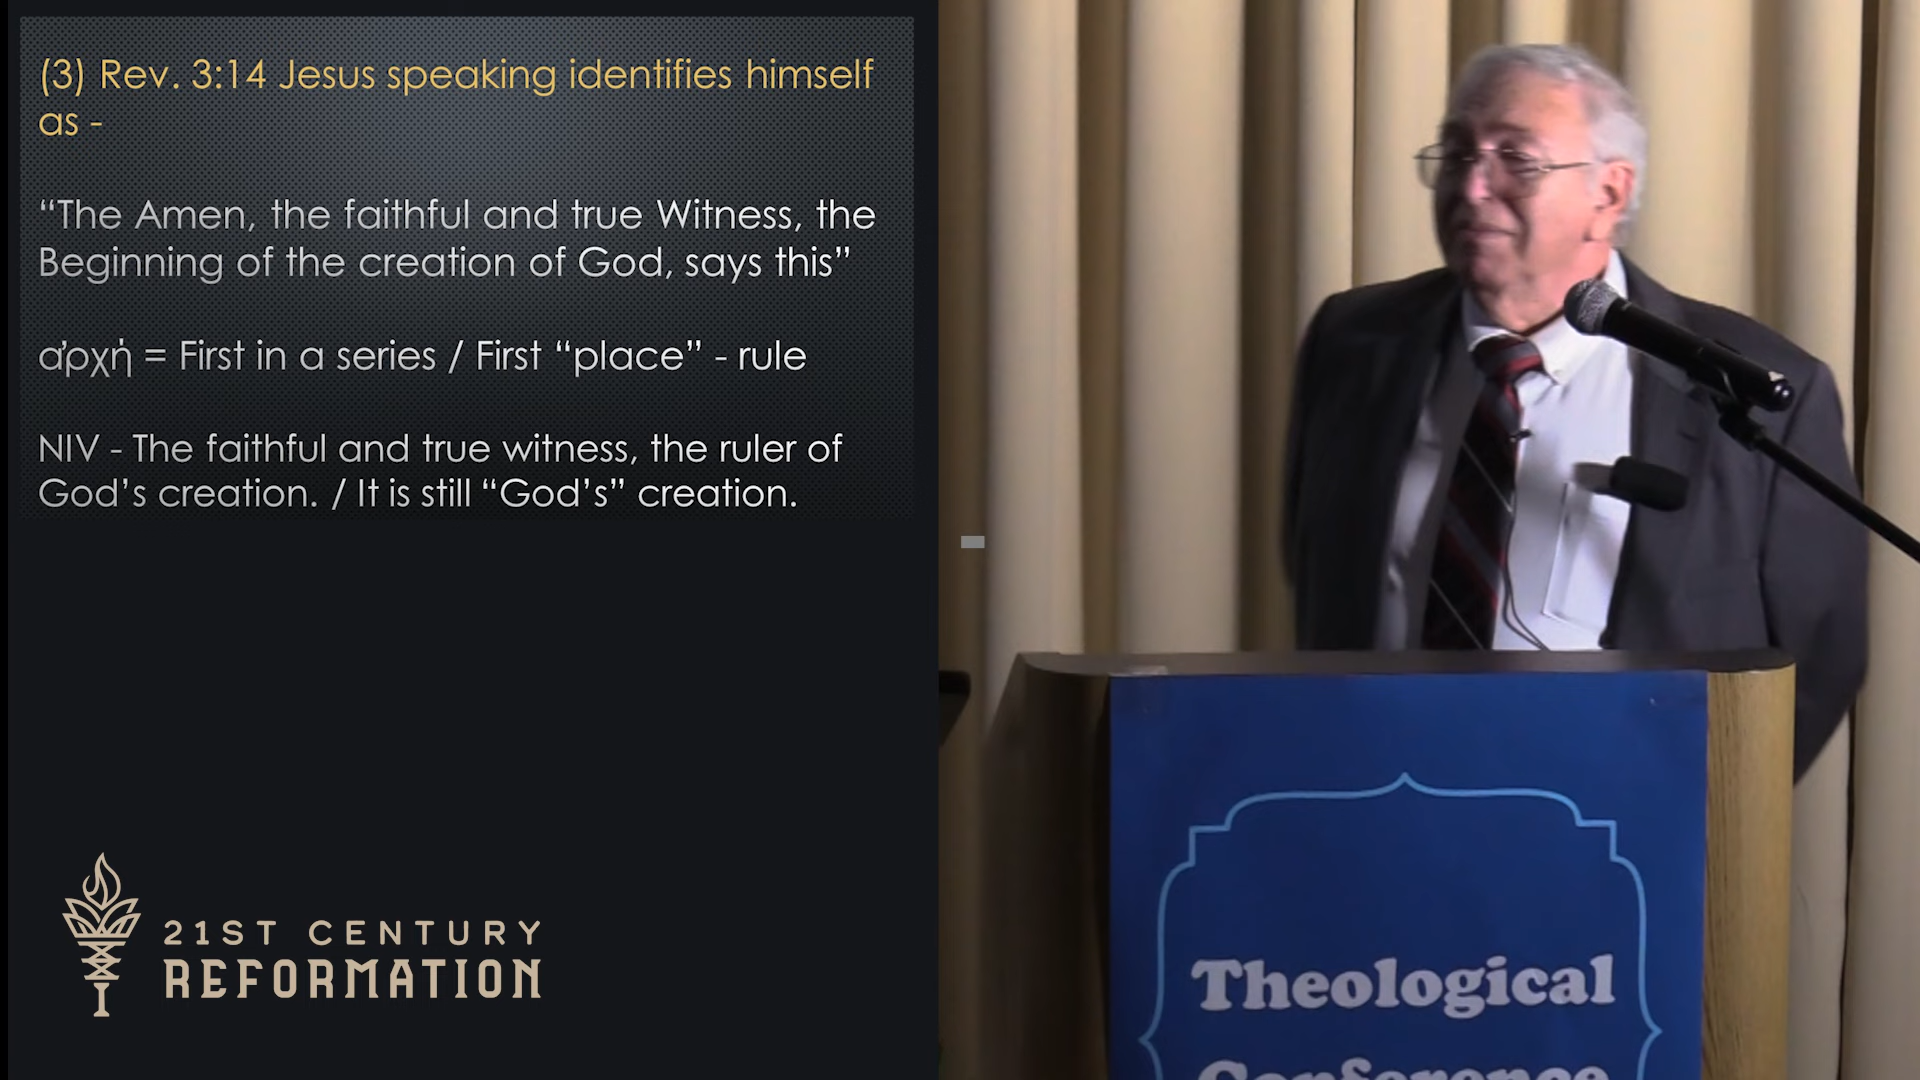 (3) Rev. 3:14 Jesus speaking identifies himself
as -
“The Amen, the faithful and true Witness, the
Beginning of the creation of God, says this”
ἀρχή = First in a series / First “place” - rule
NIV - The faithful and true witness, the ruler of
God’s creation. / It is still “God’s” creation.
21ST CENTURY
REFORMATION
Theological
Conference